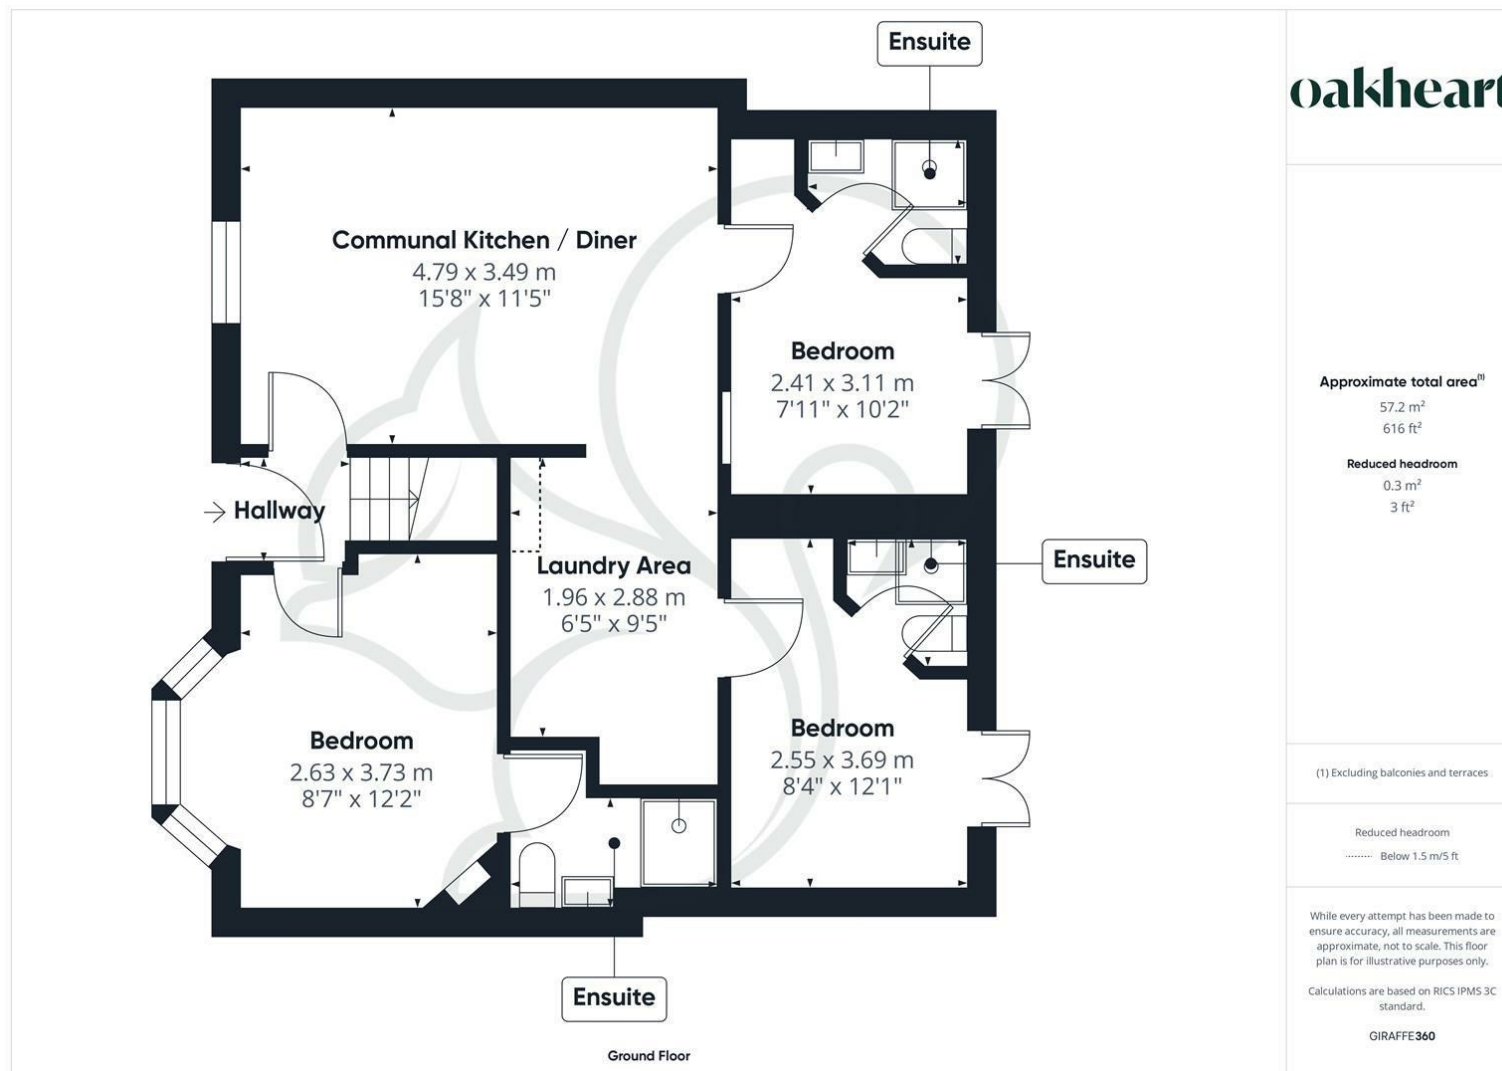 Ensuite
oakheart
Communal Kitchen / Diner
4.79 x 3.49 m
15'8" x 11'5"
Bedroom
2.41 x 3.11 m
7'11" x 10'2"
Hallway
Laundry Area
1.96 x 2.88 m
6'5" x 9'5"
Ensuite
Bedroom
2.63 x 3.73 m
8'7" x 12'2"
Bedroom
2.55 x 3.69 m
8'4" x 12'1"
Ensuite
Ground Floor
Approximate total area(1)
57.2 m²
616 ft²
Reduced headroom
0.3 m²
3 ft²
(1) Excluding balconies and terraces
Reduced headroom
Below 1.5 m/5 ft
While every attempt has been made to
ensure accuracy, all measurements are
approximate, not to scale. This floor
plan is for illustrative purposes only.
Calculations are based on RICS IPMS 3C
standard.
GIRAFFE360